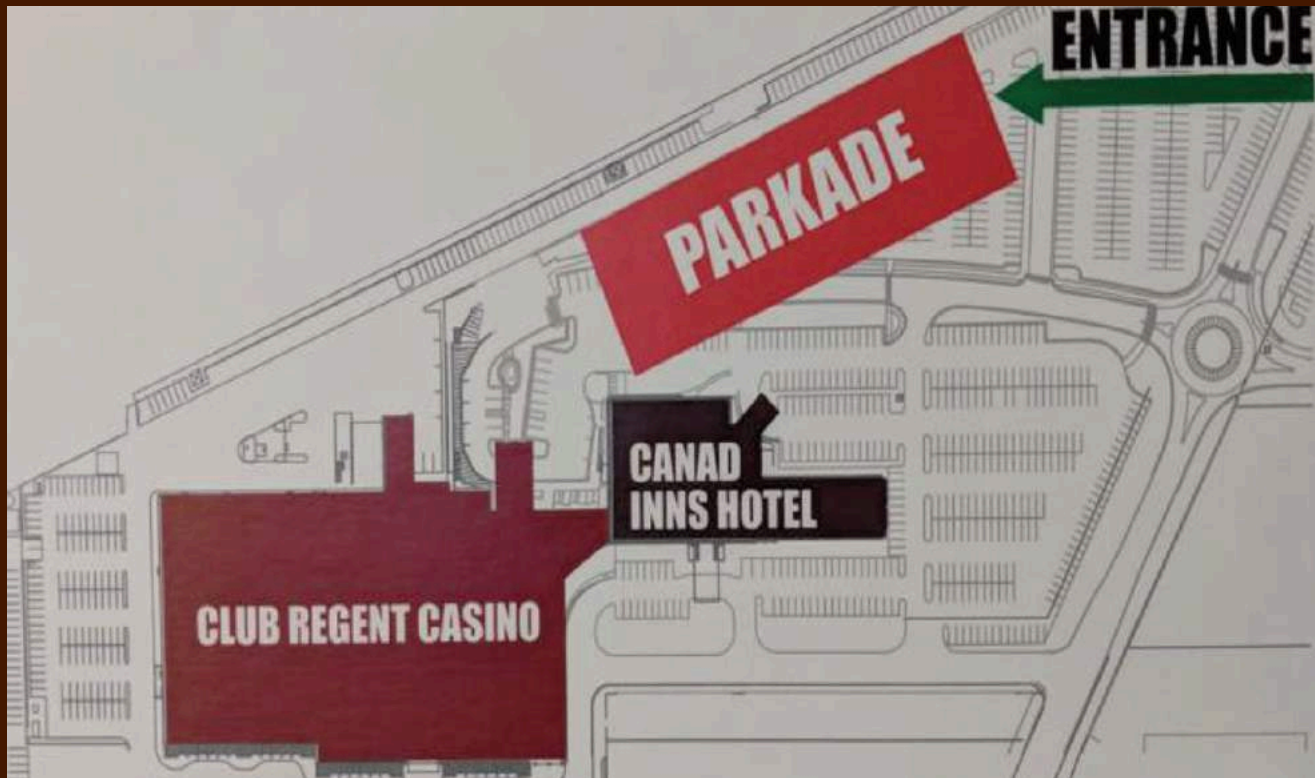 ENTRANCE
PARKADE
CANAD
INNS HOTEL
CLUB REGENT CASINO